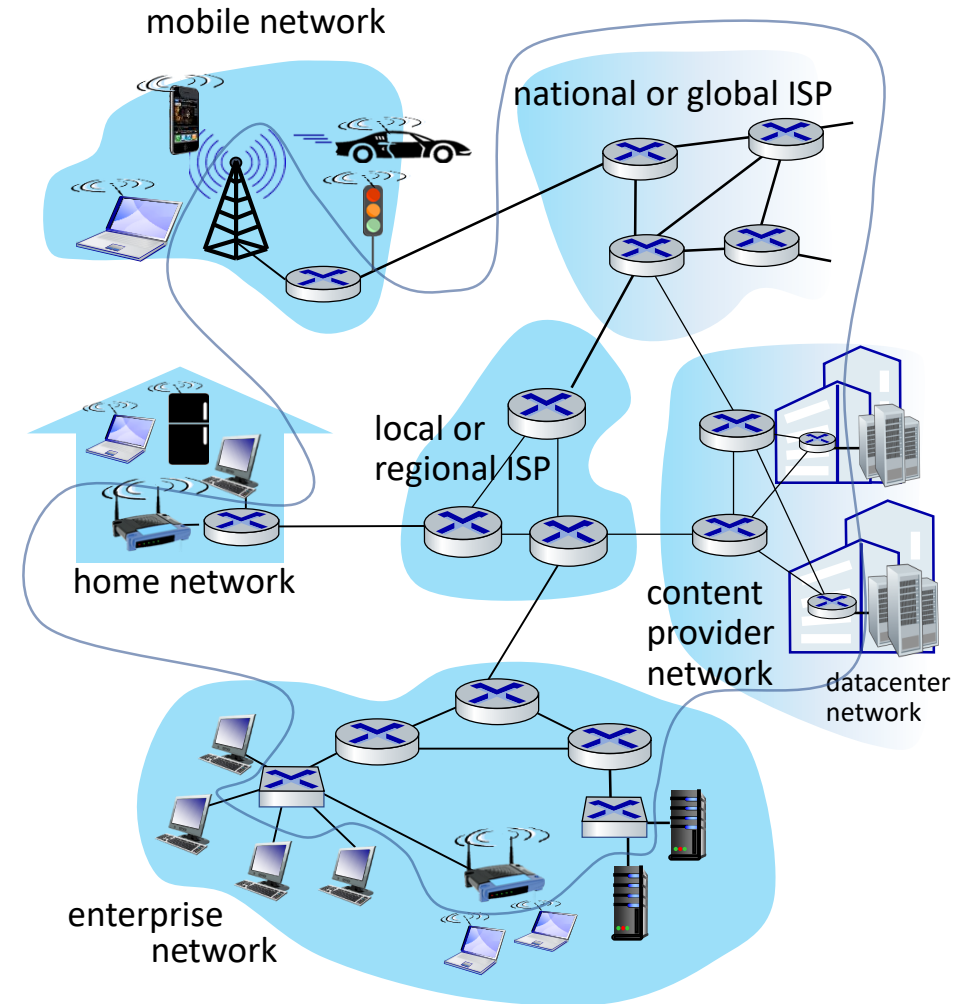 mobile network
national or global ISP
local or
regional ISP
home network
content
provider
network
datacenter
network
enterprise
network